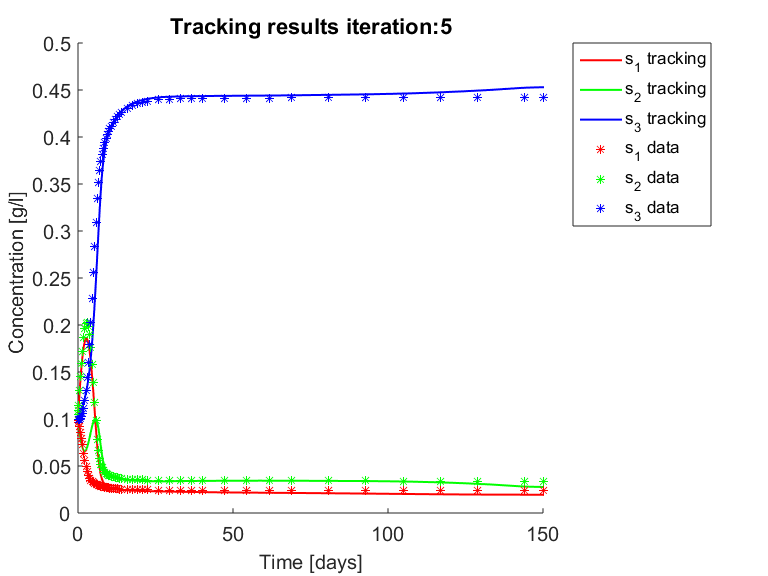 Tracking results iteration:5
0.5
0.45
0.4
0.35
0.3
0.25
0.2
0.15
0.1
0.05
0
Concentration [g/l]
0
50
100
150
Time [days]
s1 tracking
s2 tracking
s3 tracking
s1 data
s2 data
s3 data